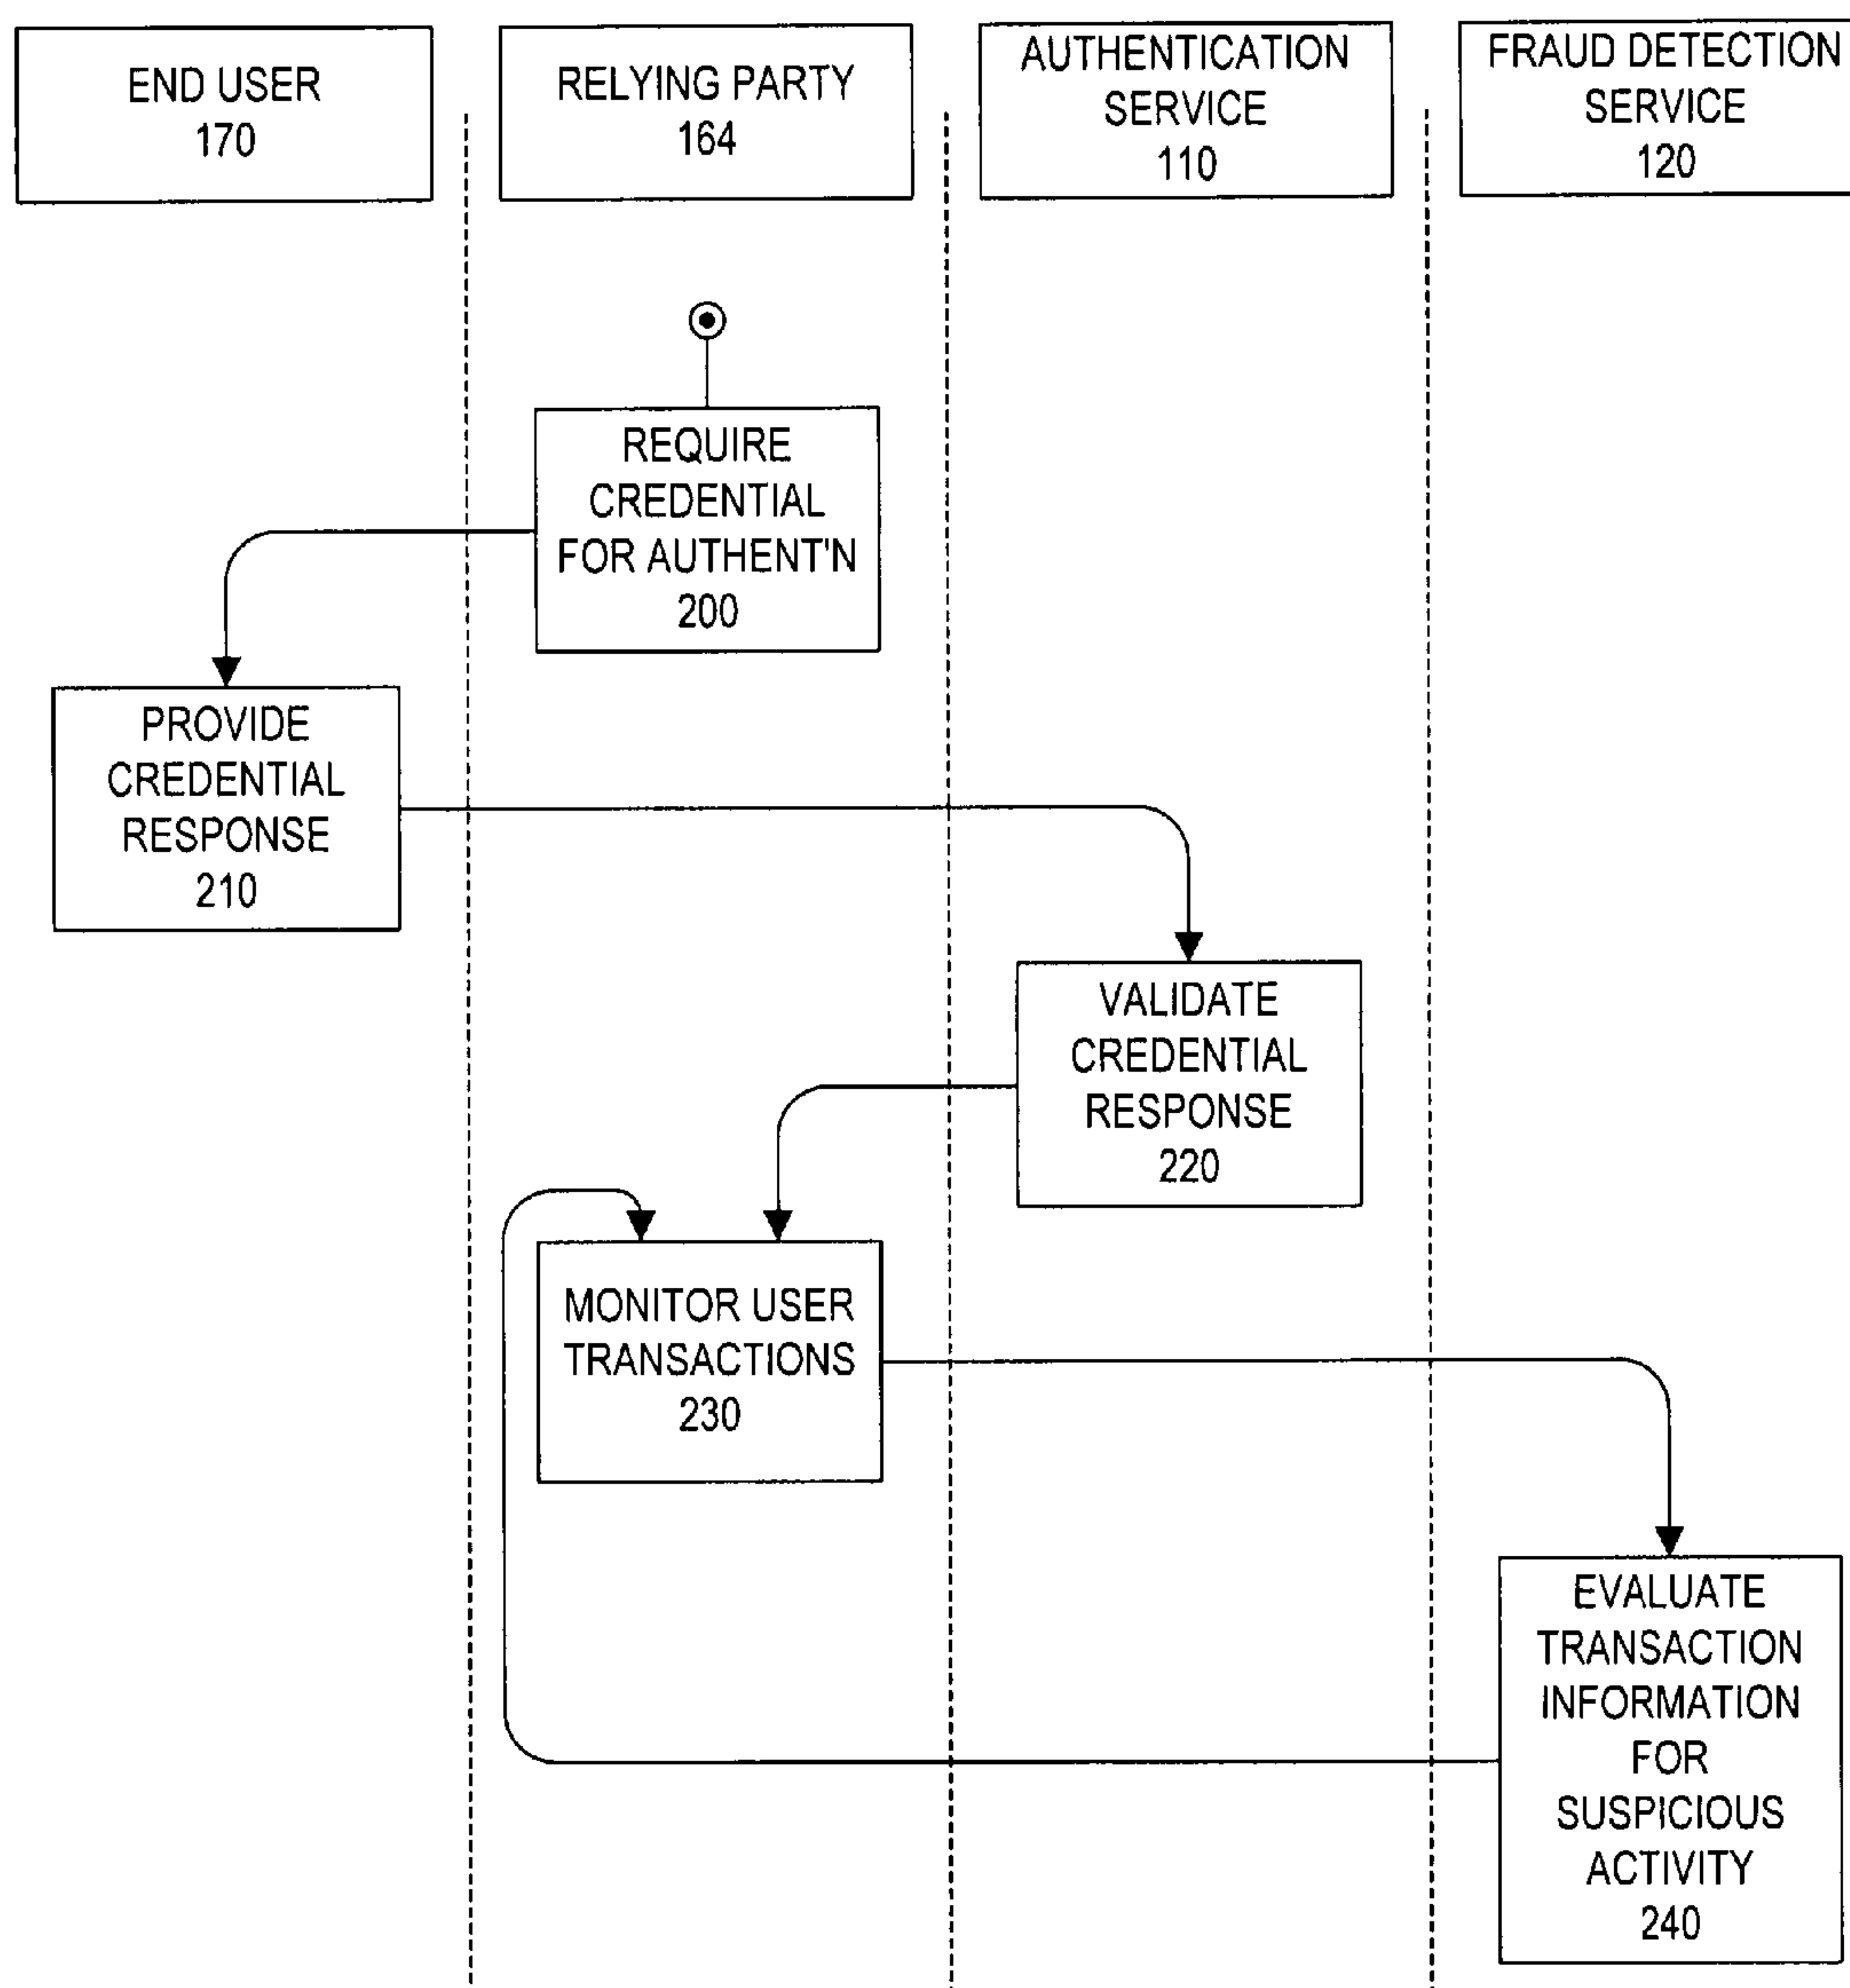 END USER
170
RELYING PARTY
164
AUTHENTICATION
SERVICE
110
FRAUD DETECTION
SERVICE
120
REQUIRE
CREDENTIAL
FOR AUTHENT'N
200
PROVIDE
CREDENTIAL
RESPONSE
210
VALIDATE
CREDENTIAL
RESPONSE
220
MONITOR USER
TRANSACTIONS
230
EVALUATE
TRANSACTION
INFORMATION
FOR
SUSPICIOUS
ACTIVITY
240